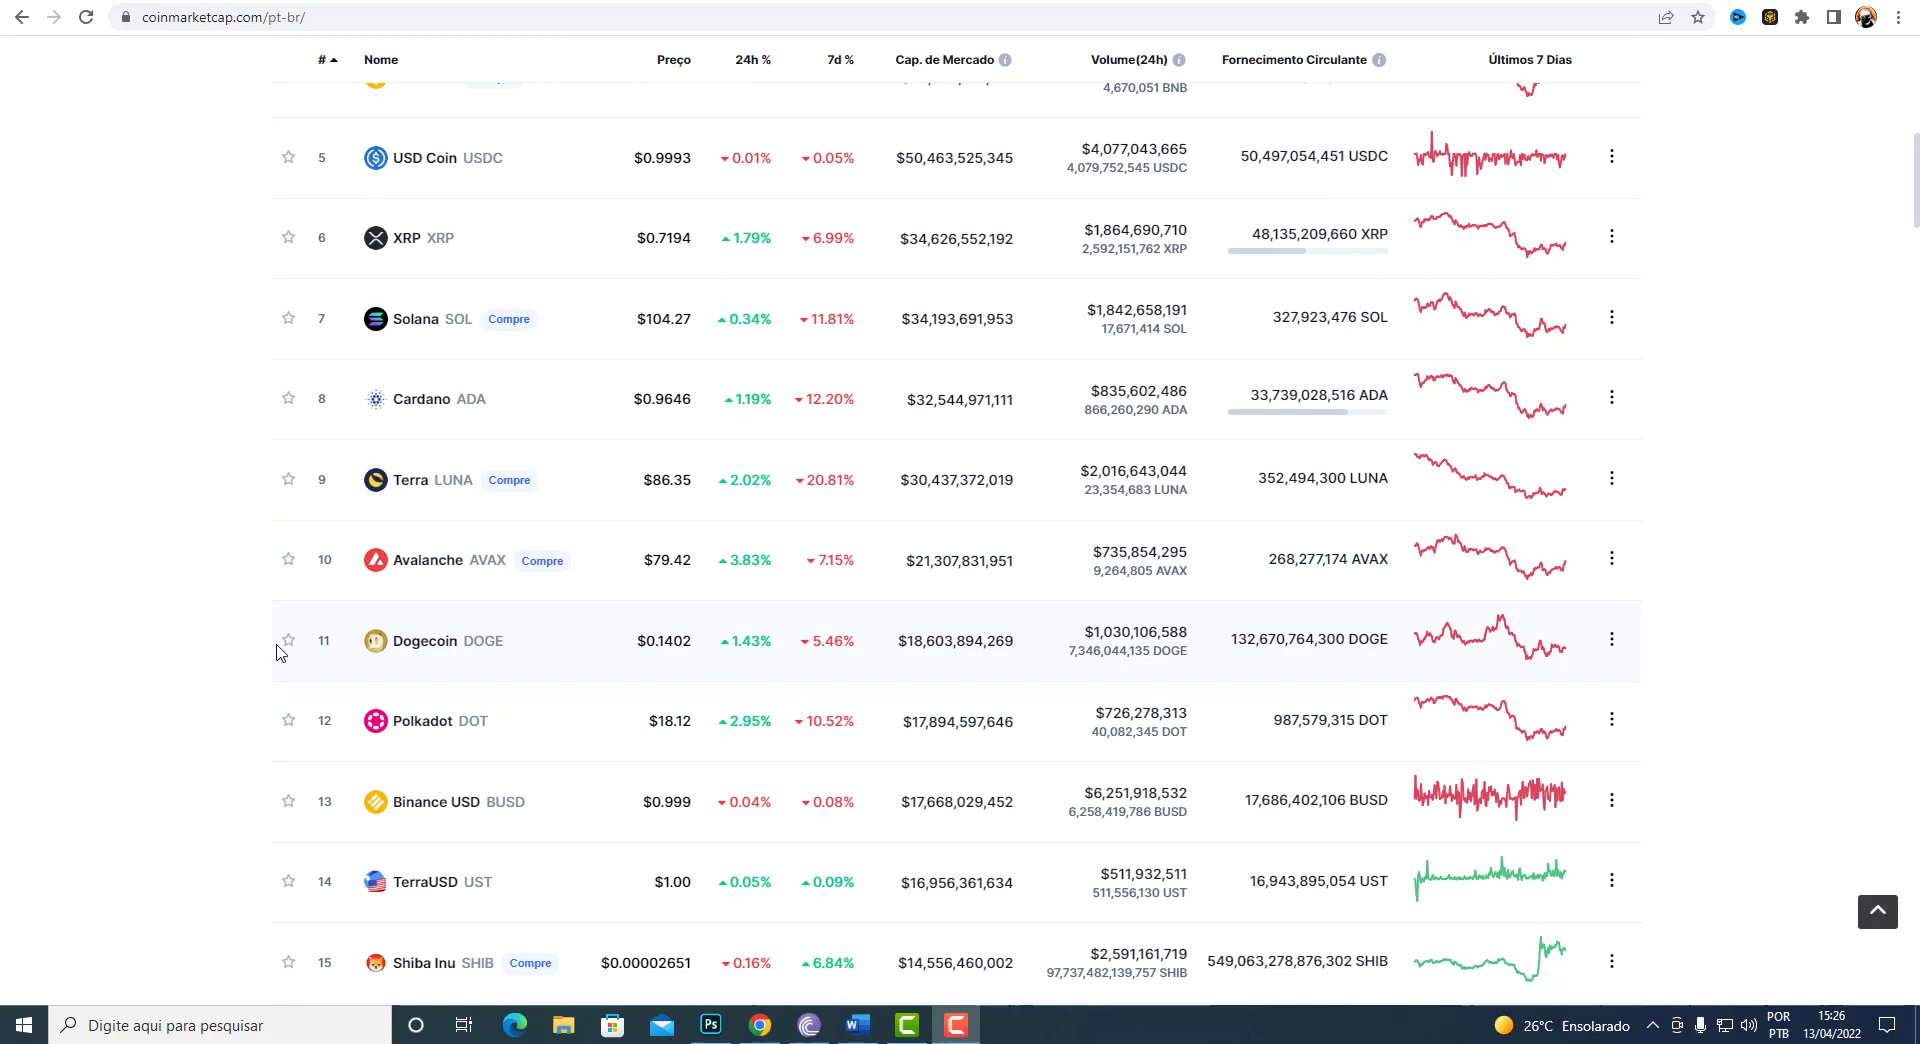 coinmarketcap.com/pt-br/
# Nome Preço 24h % 7d % Cap. de Mercado Volume(24h) Fornecimento Circulante Últimos 7 Dias
4,670,051 BNB
5 USD Coin USDC $0.9993 0.01% 0.05% $50,463,525,345 $4,077,043,665 50,497,054,451 USDC
4,079,752,545 USDC
6 XRP XRP $0.7194 1.79% 6.99% $34,626,552,192 $1,864,690,710 48,135,209,660 XRP
2,592,151,762 XRP
7 Solana SOL Compre $104.27 0.34% 11.81% $34,193,691,953 $1,842,658,191 327,923,476 SOL
17,671,414 SOL
8 Cardano ADA $0.9646 1.19% 12.20% $32,544,971,111 $835,602,486 33,739,028,516 ADA
866,260,290 ADA
9 Terra LUNA Compre $86.35 2.02% 20.81% $30,437,372,019 $2,016,643,044 352,494,300 LUNA
23,354,683 LUNA
10 Avalanche AVAX Compre $79.42 3.83% 7.15% $21,307,831,951 $735,854,295 268,277,174 AVAX
9,264,805 AVAX
11 Dogecoin DOGE $0.1402 1.43% 5.46% $18,603,894,269 $1,030,106,588 132,670,764,300 DOGE
7,346,044,135 DOGE
12 Polkadot DOT $18.12 2.95% 10.52% $17,894,597,646 $726,278,313 987,579,315 DOT
40,082,345 DOT
13 Binance USD BUSD $0.999 0.04% 0.08% $17,668,029,452 $6,251,918,532 17,686,402,106 BUSD
6,258,419,786 BUSD
14 TerraUSD UST $1.00 0.05% 0.09% $16,956,361,634 $511,932,511 16,943,895,054 UST
511,556,130 UST
15 Shiba Inu SHIB Compre $0.00002651 0.16% 6.84% $14,556,460,002 $2,591,161,719 549,063,278,876,302 SHIB
97,737,482,139,757 SHIB
Digite aqui para pesquisar Ps 26°C Ensolarado POR 15:26
PTB 13/04/2022